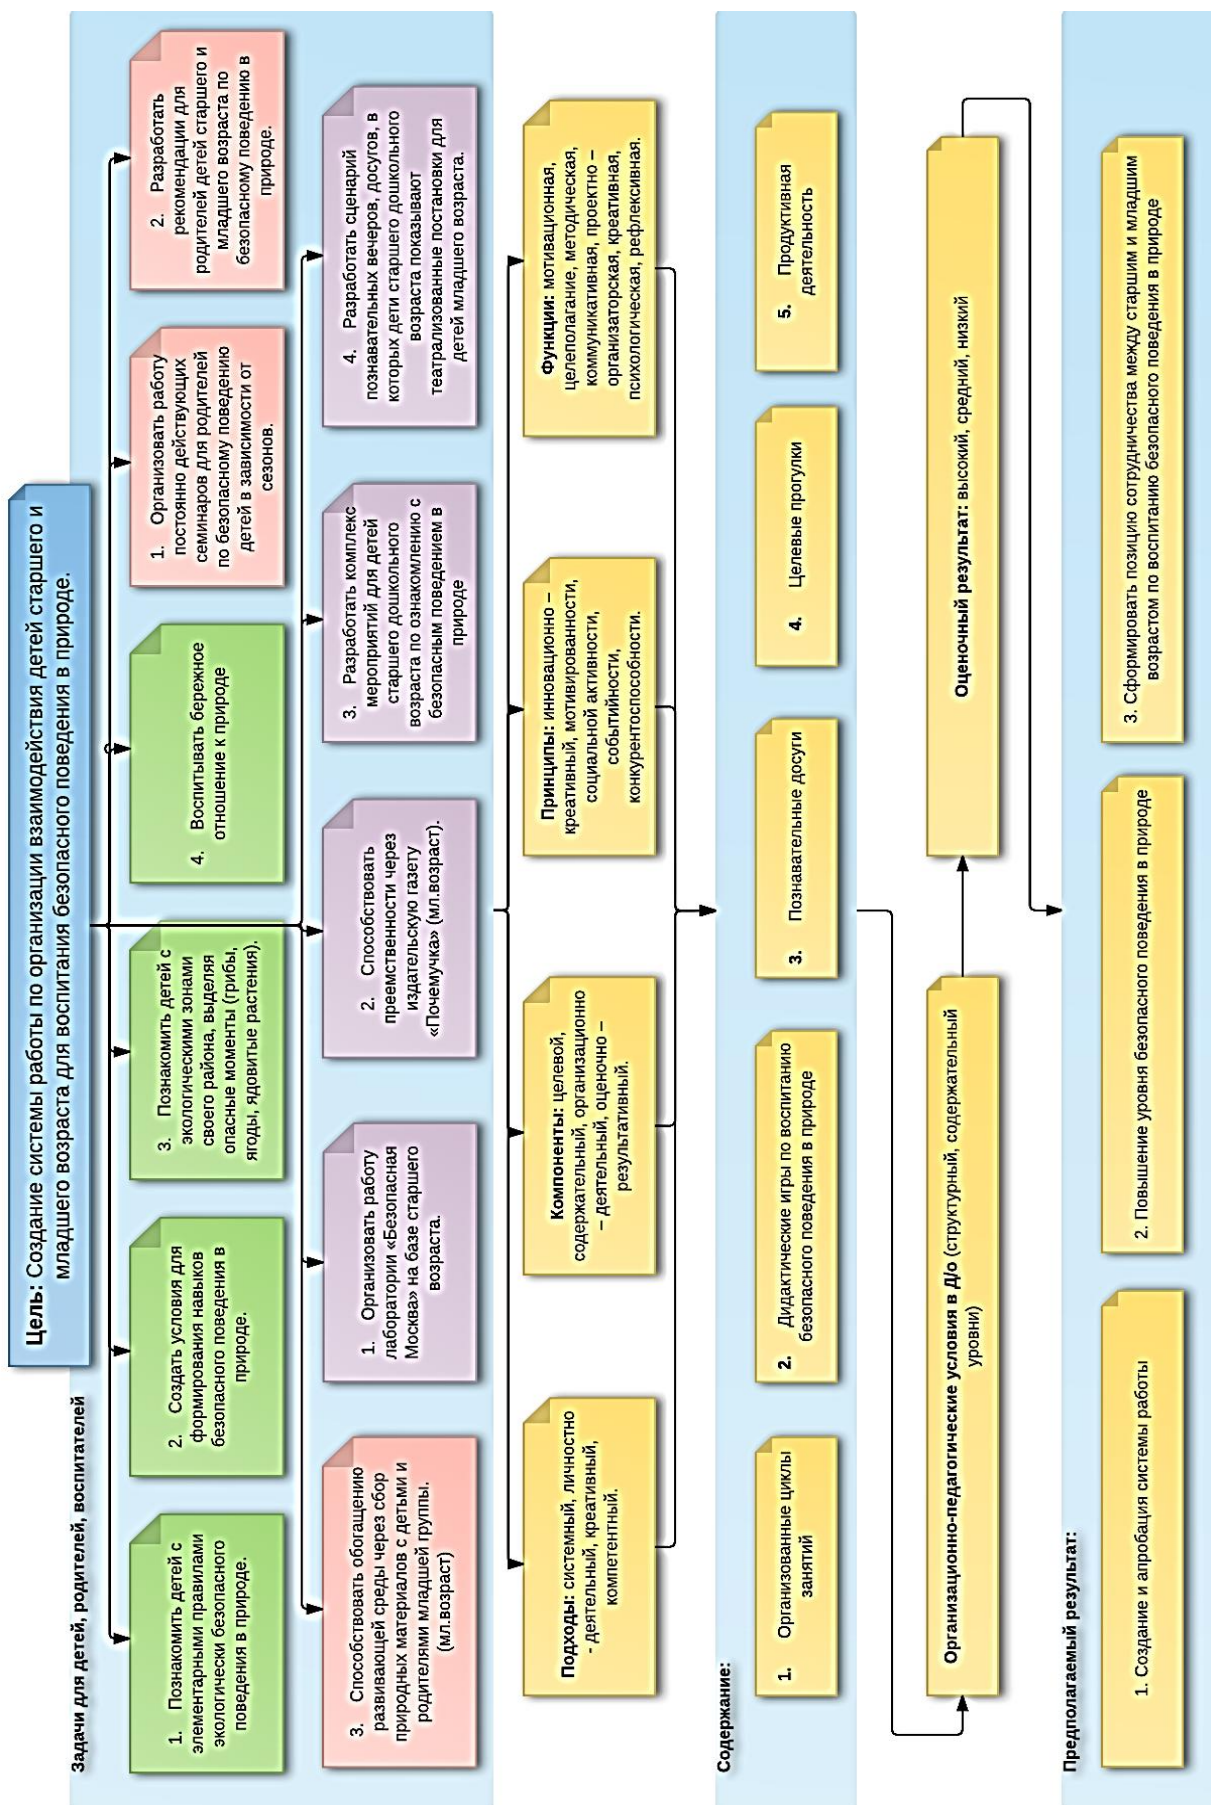 Цель: Создание системы работы по организации взаимодействия детей старшего и
младшего возраста для воспитания безопасного поведения в природе.
Задачи для детей, родителей, воспитателей
1. Познакомить детей с
элементарными правилами
экологически безопасного
поведения в природе.
2. Создать условия для
формирования навыков
безопасного поведения в
природе.
3. Познакомить детей с
экологическими зонами
своего района, выделяя
опасные моменты (грибы,
ягоды, ядовитые растения).
4. Воспитывать бережное
отношение к природе
1. Организовать работу
постоянно действующих
семинаров для родителей
по безопасному поведению
детей в зависимости от
сезонов.
2. Разработать
рекомендации для
родителей детей старшего и
младшего возраста по
безопасному поведению в
природе.
3. Способствовать обогащению
развивающей среды через сбор
природных материалов с детьми и
родителями младшей группы.
(мл.возраст)
1. Организовать работу
лаборатории «Безопасная
Москва» на базе старшего
возраста.
2. Способствовать
преемственности через
издательскую газету
«Почемучка» (мл.возраст).
3. Разработать комплекс
мероприятий для детей
старшего дошкольного
возраста по ознакомлению с
безопасным поведением в
природе
4. Разработать сценарий
познавательных вечеров, досугов, в
которых дети старшего дошкольного
возраста показывают
театрализованные постановки для
детей младшего возраста.
Подходы: системный, личностно
- деятельный, креативный,
компетентный.
Компоненты: целевой,
содержательный, организационно
– деятельный, оценочно –
результативный.
Принципы: инновационно –
креативный, мотивированности,
социальной активности,
событийности,
конкурентоспособности.
Функции: мотивационная,
целеполагание, методическая,
коммуникативная, проектно –
организаторская, креативная,
психологическая, рефлексивная.
Содержание:
1. Организованные циклы
занятий
2. Дидактические игры по воспитанию
безопасного поведения в природе
3. Познавательные досуги
4. Целевые прогулки
5. Продуктивная
деятельность
Организационно-педагогические условия в Д/о (структурный, содержательный
уровни)
Оценочный результат: высокий, средний, низкий
Предполагаемый результат:
1. Создание и апробация системы работы
2. Повышение уровня безопасного поведения в природе
3. Сформировать позицию сотрудничества между старшим и младшим
возрастом по воспитанию безопасного поведения в природе